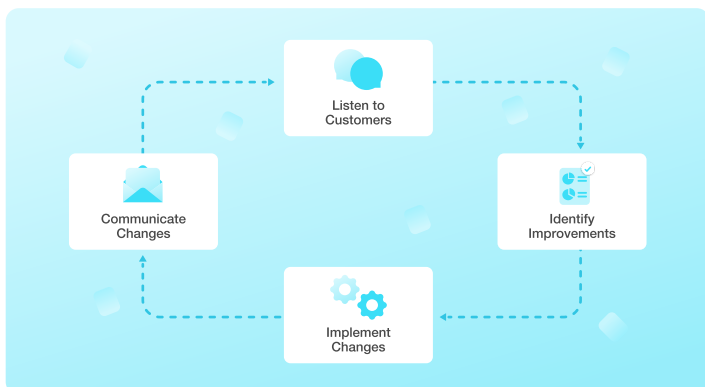 Listen to
Customers
Communicate
Changes
Identify
Improvements
Implement
Changes